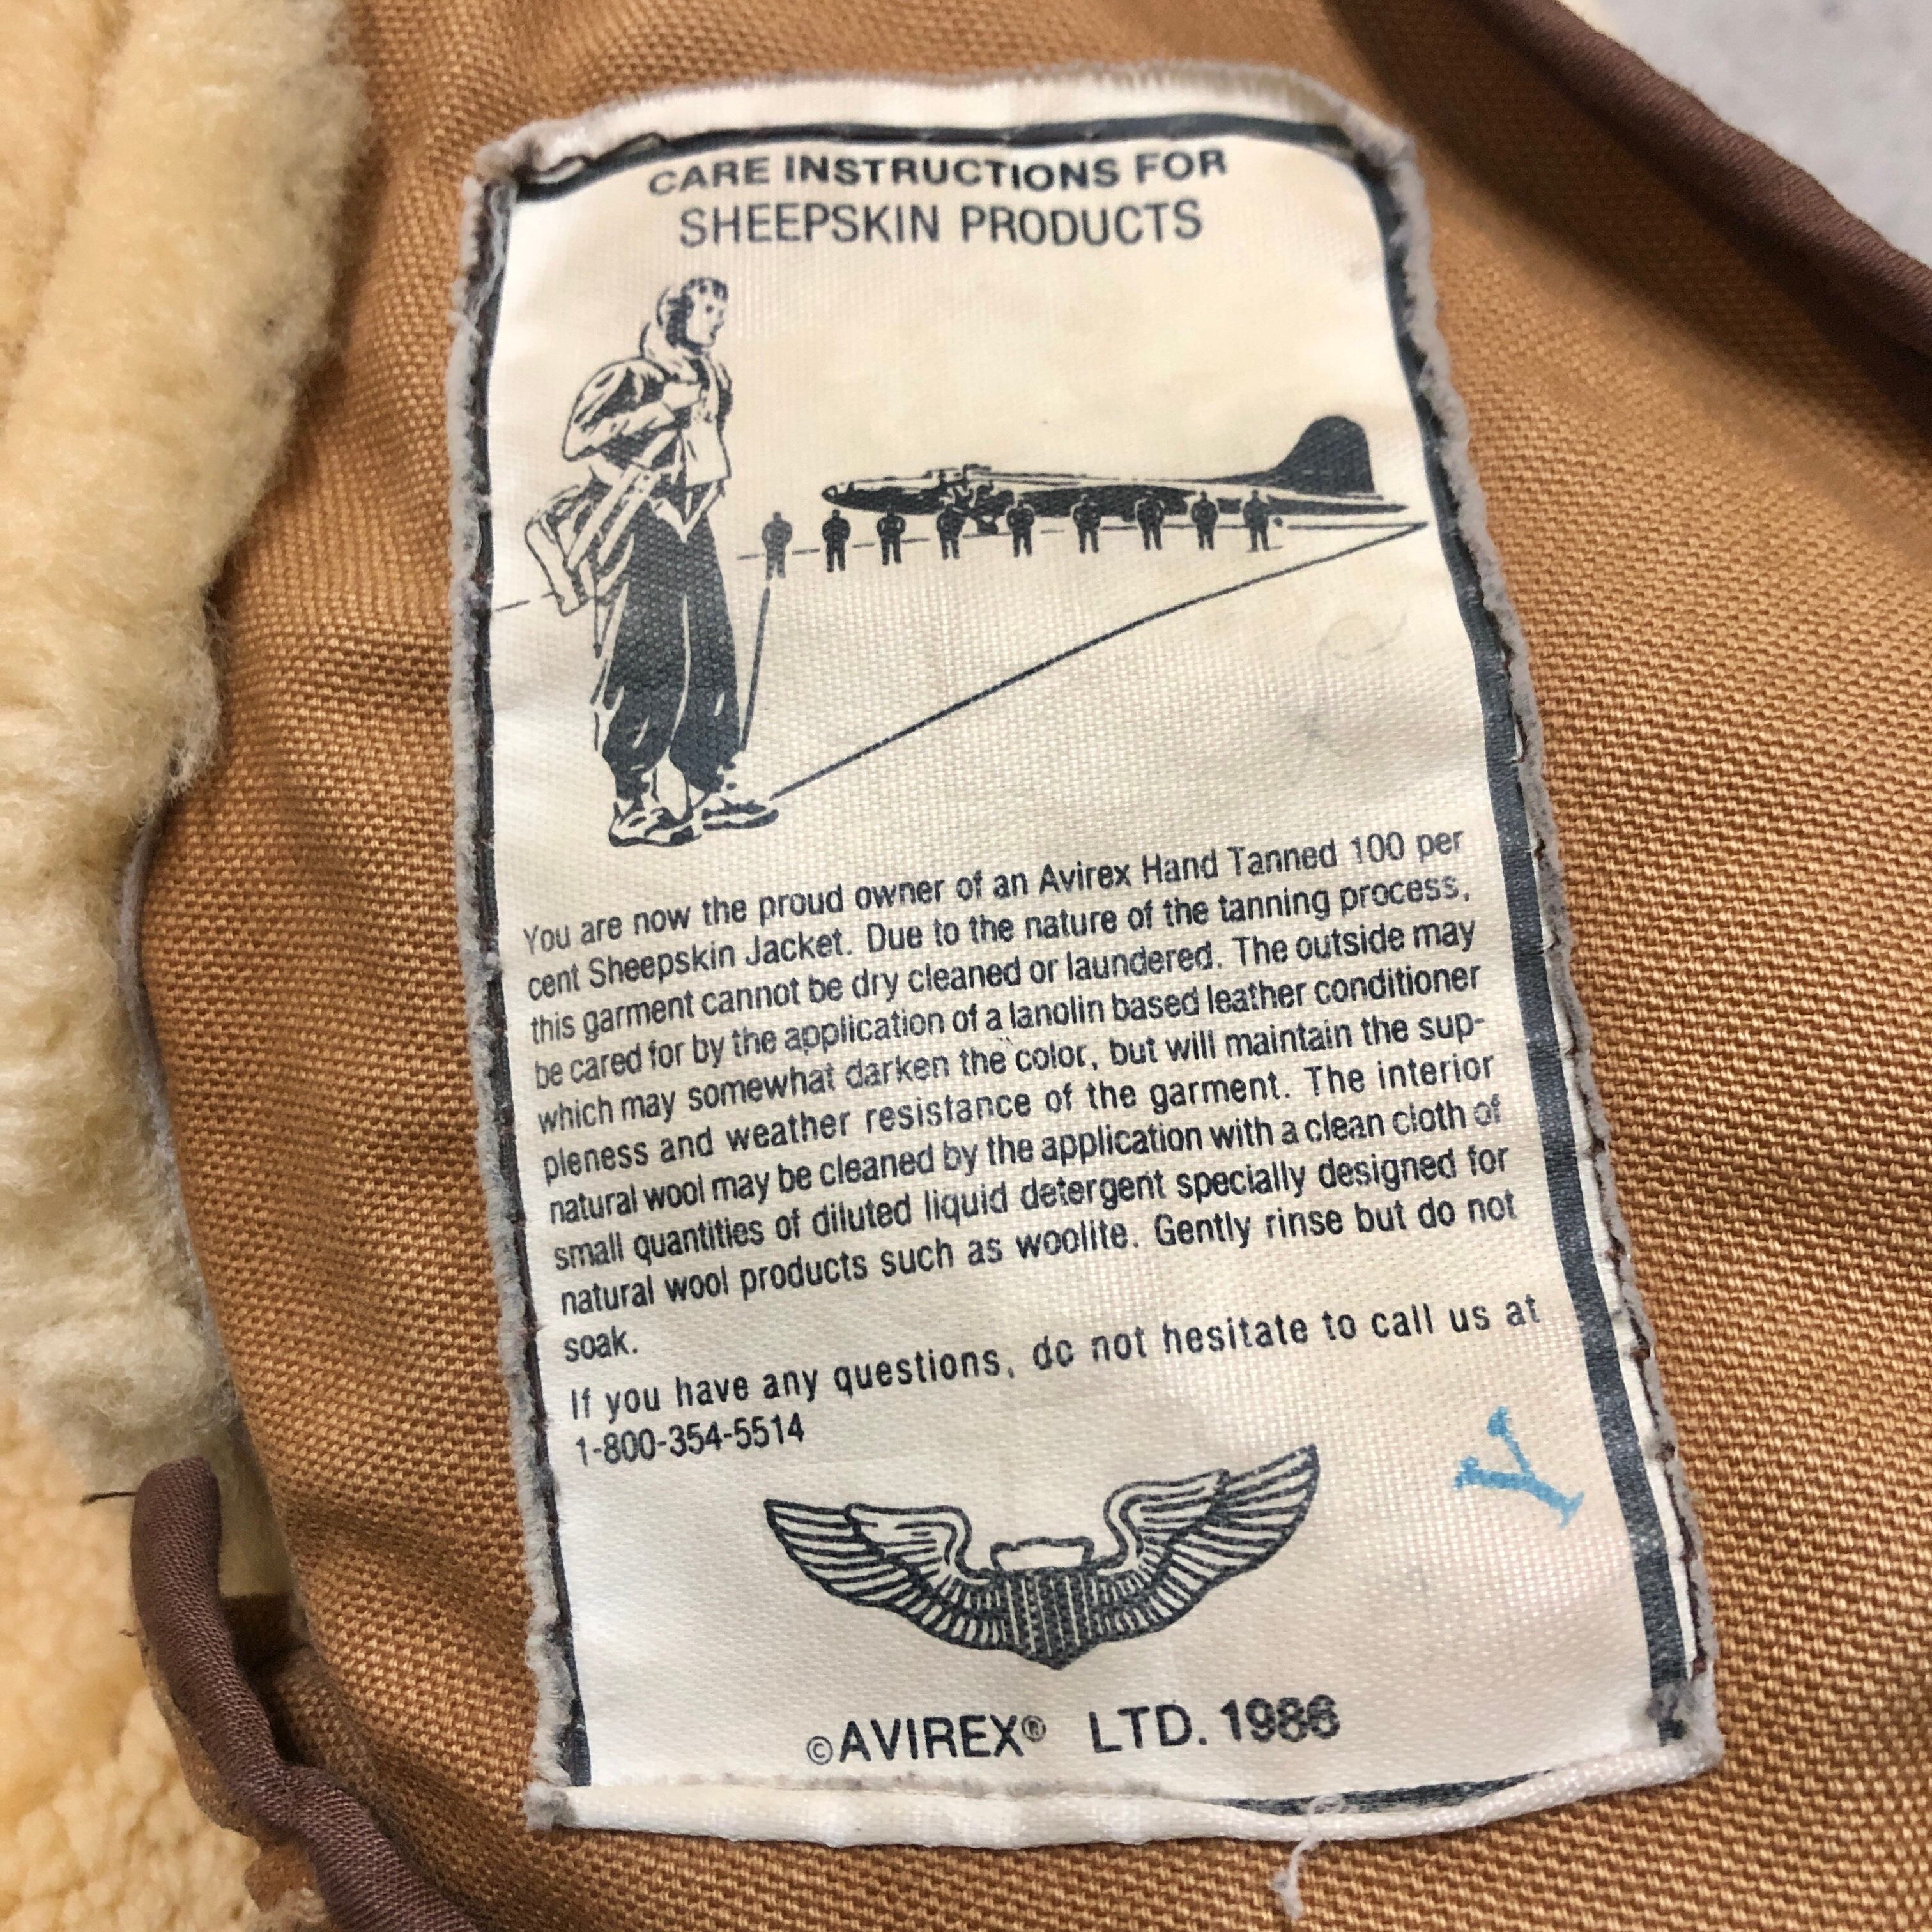 CARE INSTRUCTIONS FOR
SHEEPSKIN PRODUCTS
You are now the proud owner of an Avirex Hand Tanned 100 per
cent Sheepskin Jacket. Due to the nature of the tanning process,
this garment cannot be dry cleaned or laundered. The outside may
be cared for by the application of a lanolin based leather conditioner
which may somewhat darken the color, but will maintain the sup-
pleness and weather resistance of the garment. The interior
natural wool may be cleaned by the application with a clean cloth of
small quantities of diluted liquid detergent specially designed for
natural wool products such as woolite. Gently rinse but do not
soak.
If you have any questions, do not hesitate to call us at
1-800-354-5514
Y
©AVIREX® LTD. 1986